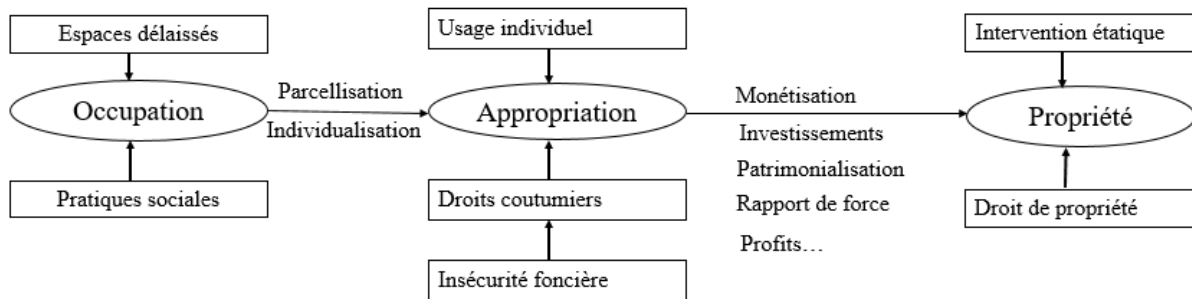 Espaces délaissés
Usage individuel
Intervention étatique
Occupation
Parcellisation
Individualisation
Appropriation
Monétisation
Investissements
Patrimonialisation
Rapport de force
Profits…
Propriété
Pratiques sociales
Droits coutumiers
Droit de propriété
Insécurité foncière